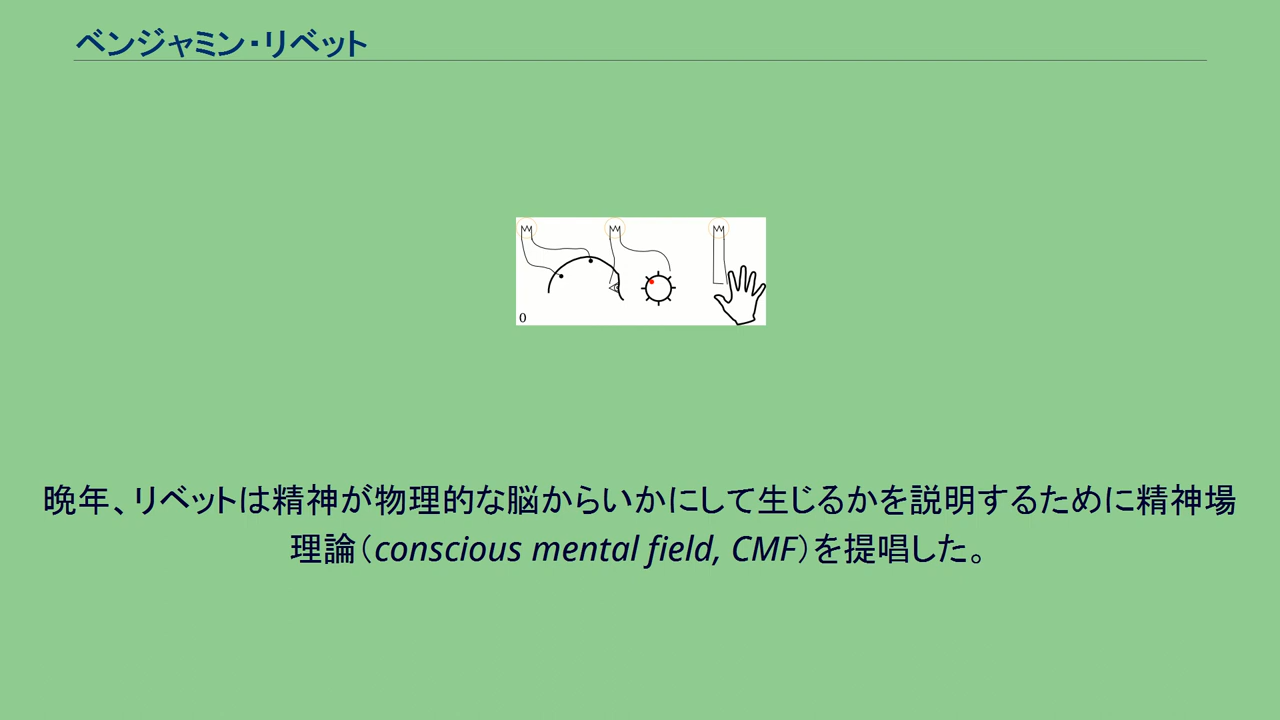 ベンジャミン・リベット
0
晩年、リベットは精神が物理的な脳からいかにして生じるかを説明するために精神場
理論（conscious mental field, CMF）を提唱した。